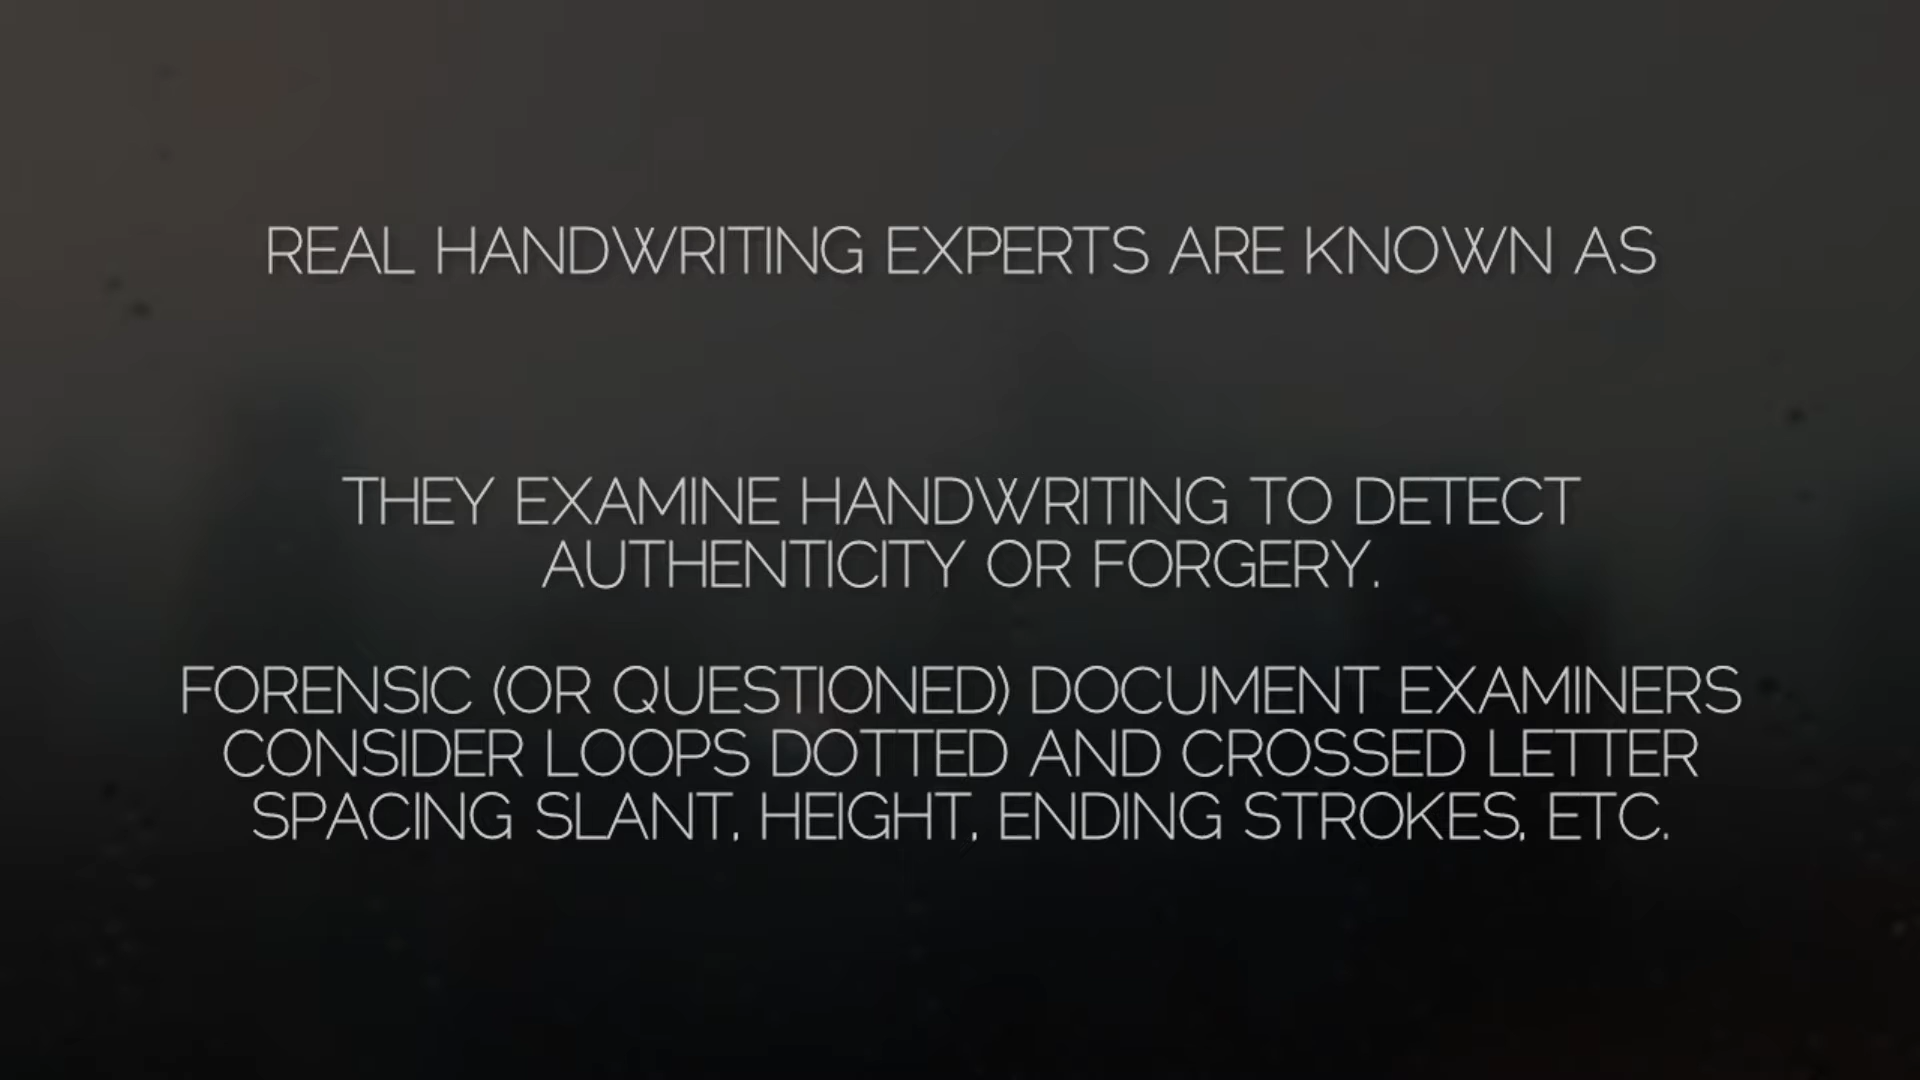 REAL HANDWRITING EXPERTS ARE KNOWN AS
THEY EXAMINE HANDWRITING TO DETECT
AUTHENTICITY OR FORGERY.
FORENSIC (OR QUESTIONED) DOCUMENT EXAMINERS
CONSIDER LOOPS DOTTED AND CROSSED LETTER
SPACING SLANT, HEIGHT, ENDING STROKES, ETC.